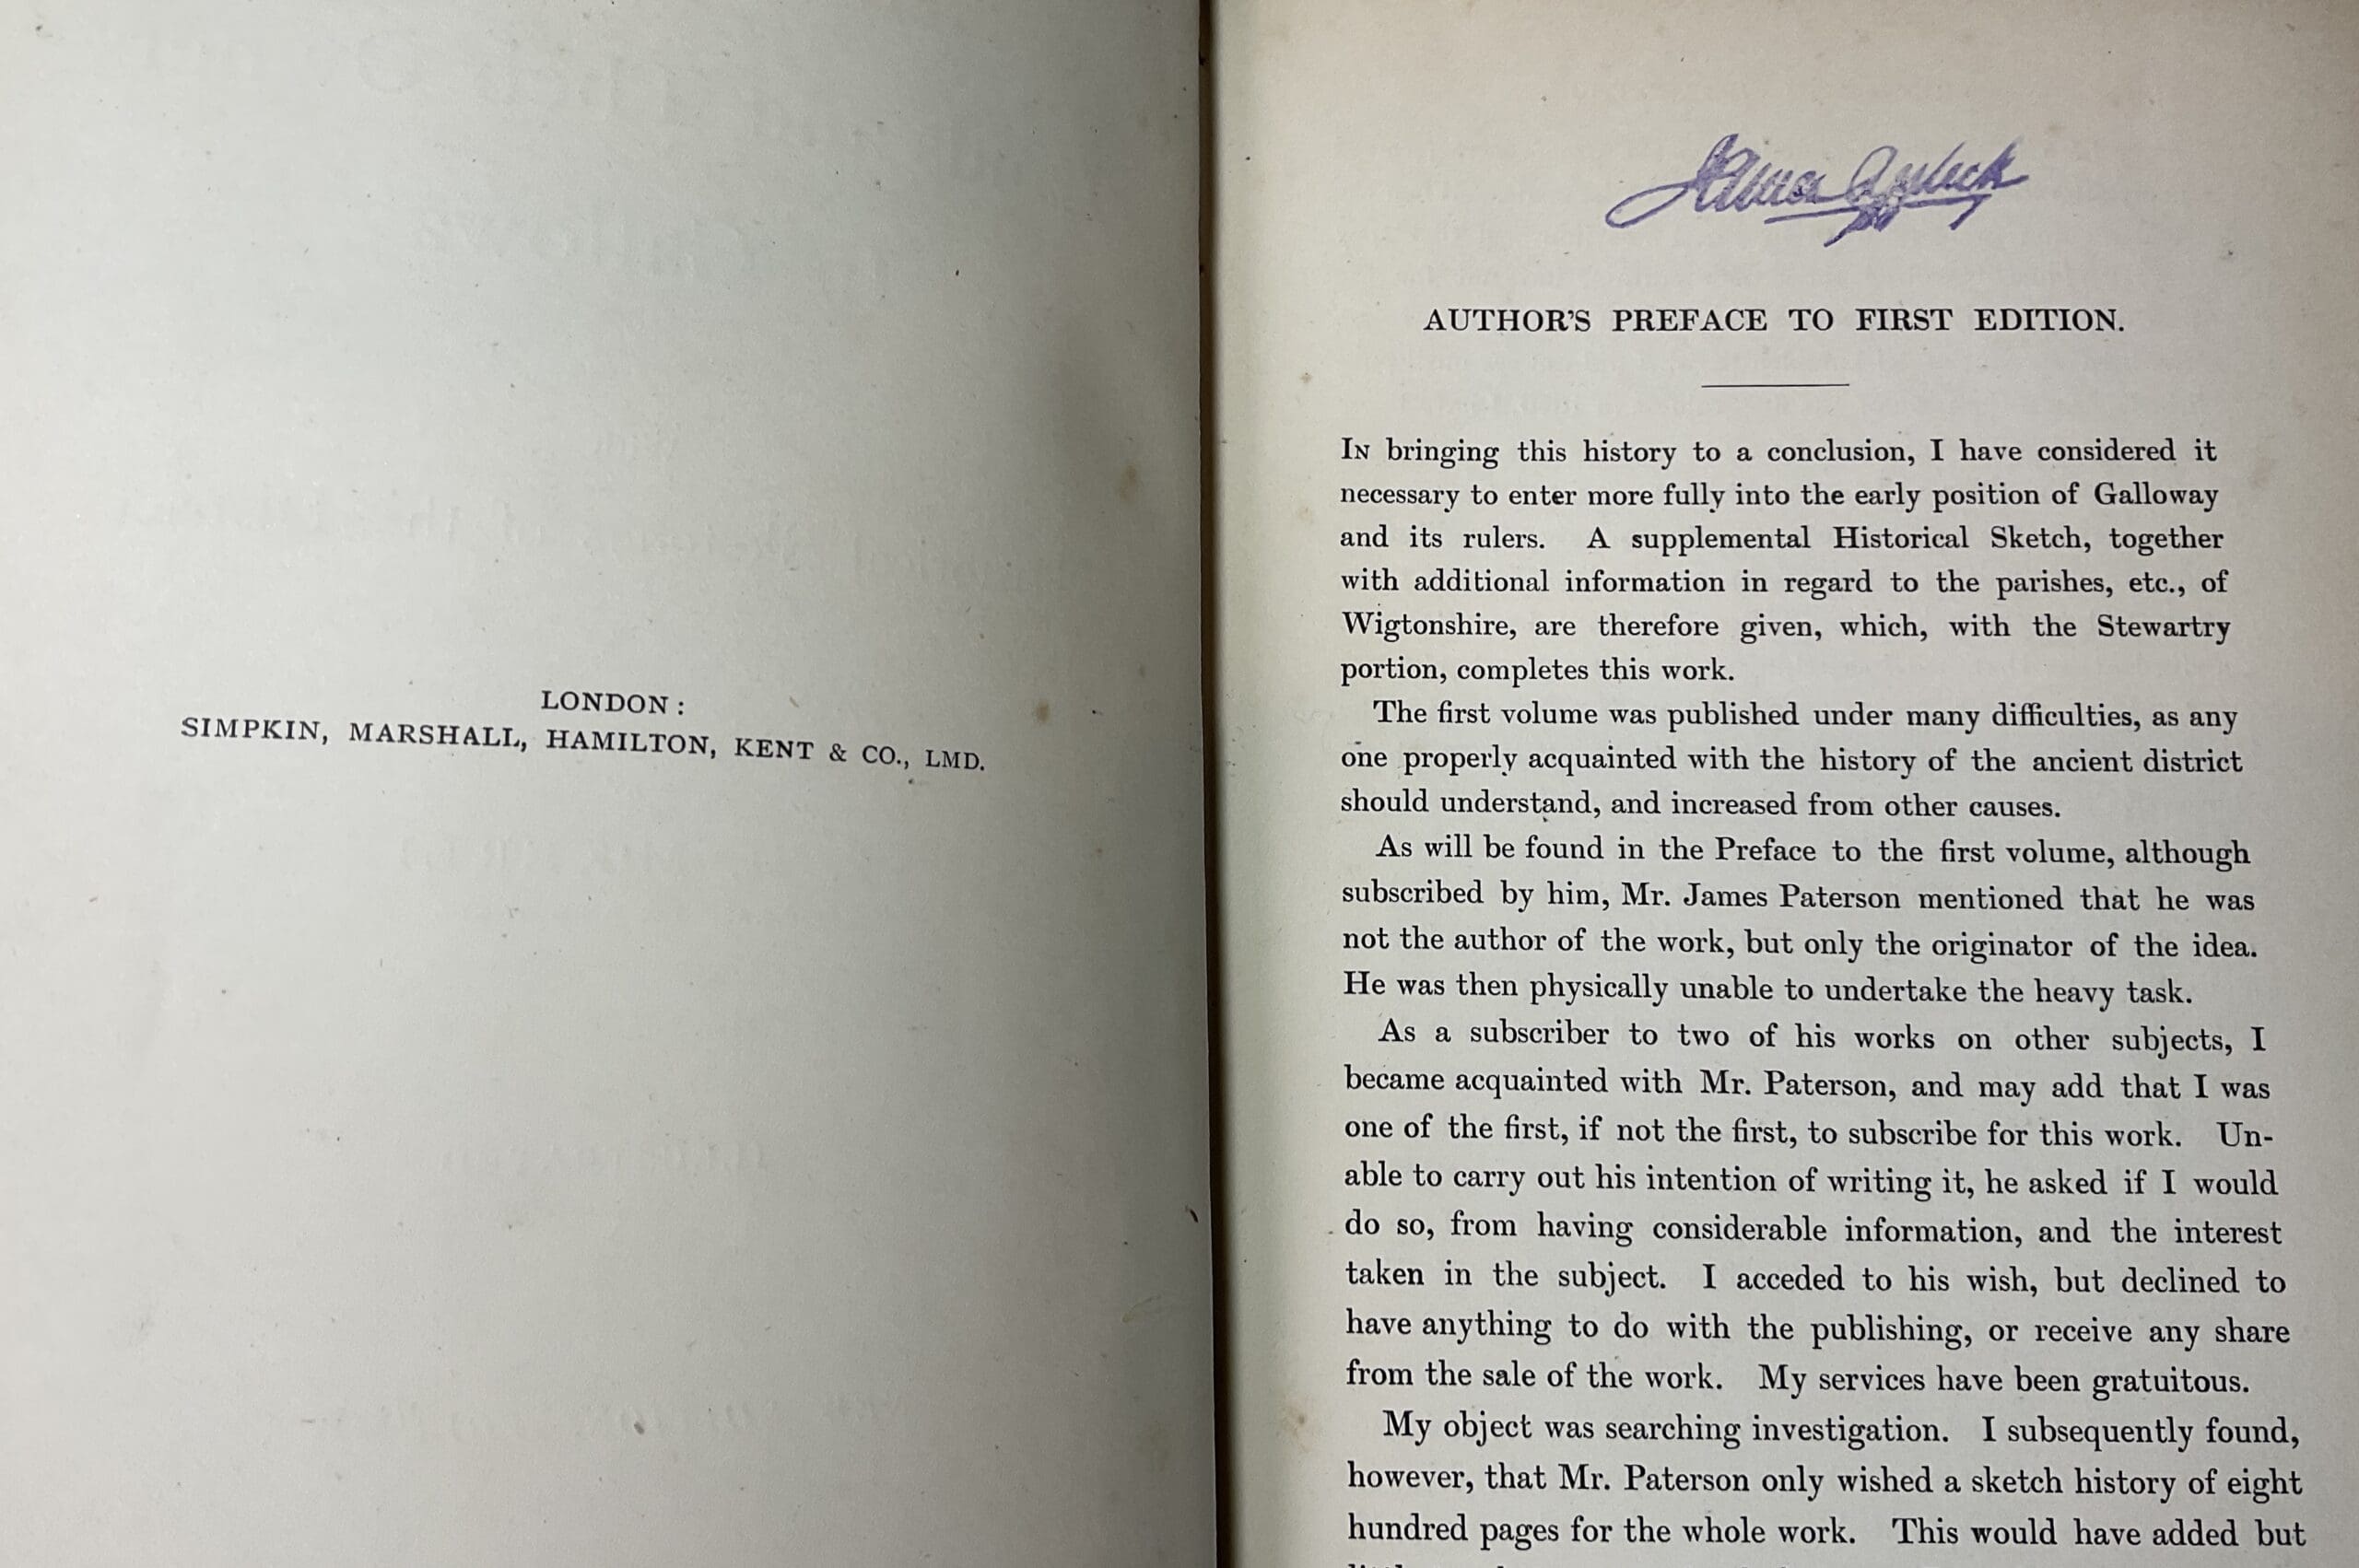 LONDON:
SIMPKIN, MARSHALL, HAMILTON, KENT & CO., LMD.
James
AUTHOR'S PREFACE TO FIRST EDITION.
IN bringing this history to a conclusion, I have considered it
necessary to enter more fully into the early position of Galloway
and its rulers. A supplemental Historical Sketch, together
with additional information in regard to the parishes, etc., of
Wigtonshire, are therefore given, which, with the Stewartry
portion, completes this work.
The first volume was published under many difficulties, as any
one properly acquainted with the history of the ancient district
should understand, and increased from other causes.
As will be found in the Preface to the first volume, although
subscribed by him, Mr. James Paterson mentioned that he was
not the author of the work, but only the originator of the idea.
He was then physically unable to undertake the heavy task.
As a subscriber to two of his works on other subjects, I
became acquainted with Mr. Paterson, and may add that I was
one of the first, if not the first, to subscribe for this work. Un-
able to carry out his intention of writing it, he asked if I would
do so, from having considerable information, and the interest
taken in the subject. I acceded to his wish, but declined to
have anything to do with the publishing, or receive any share
from the sale of the work. My services have been gratuitous.
My object was searching investigation. I subsequently found,
however, that Mr. Paterson only wished a sketch history of eight
hundred pages for the whole work. This would have added but